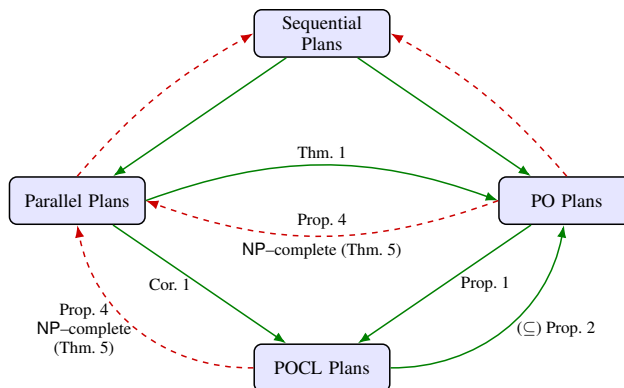 Sequential
Plans
Thm. 1
Parallel Plans
PO Plans
Prop. 4
NP–complete (Thm. 5)
Cor. 1
Prop. 1
Prop. 4
NP–complete
(Thm. 5)
(⊆) Prop. 2
POCL Plans